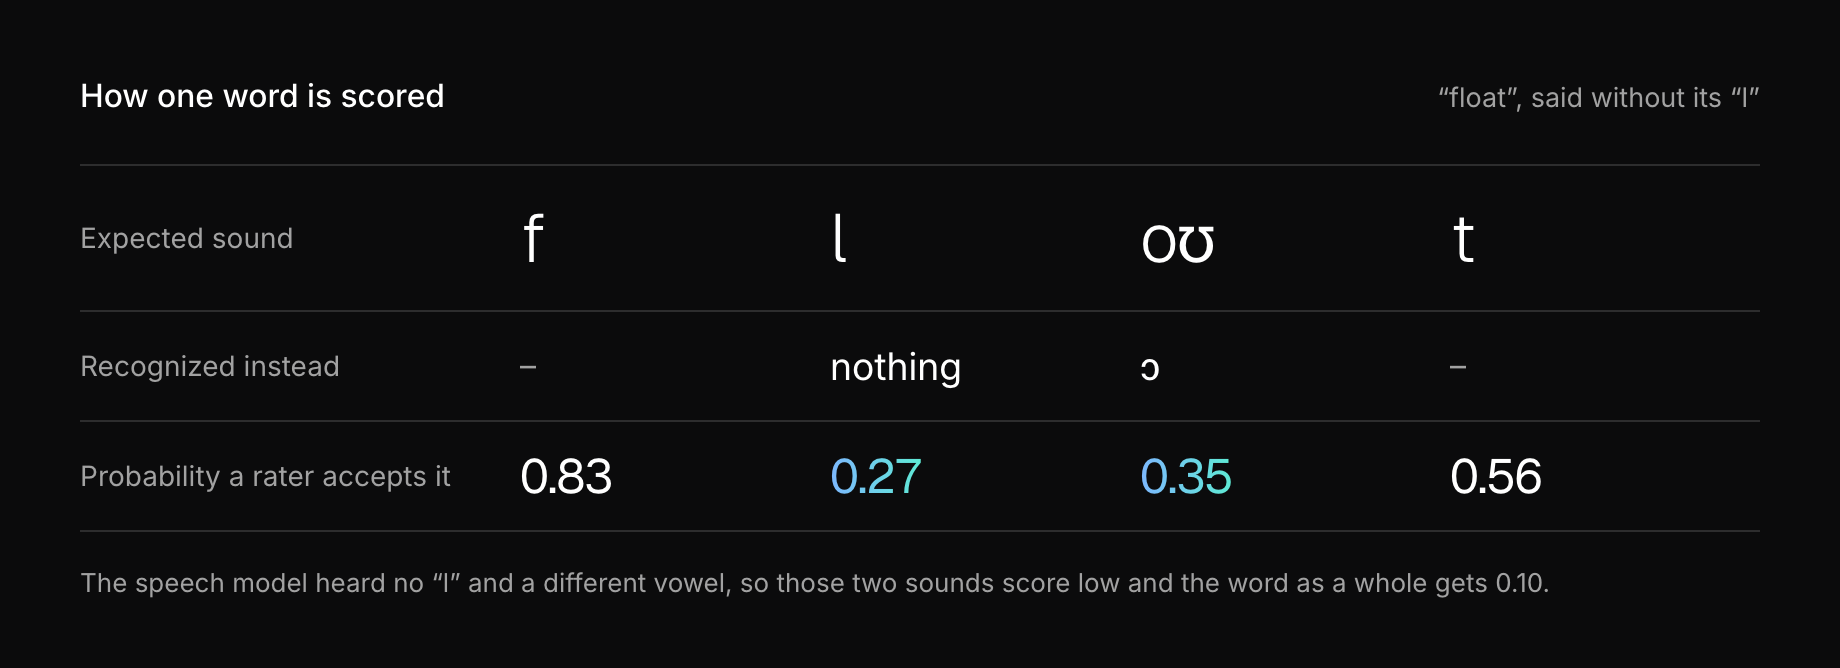 How one word is scored
“float”, said without its “l”
Expected sound f l oʊ t
Recognized instead – nothing ɔ –
Probability a rater accepts it 0.83 0.27 0.35 0.56
The speech model heard no “l” and a different vowel, so those two sounds score low and the word as a whole gets 0.10.